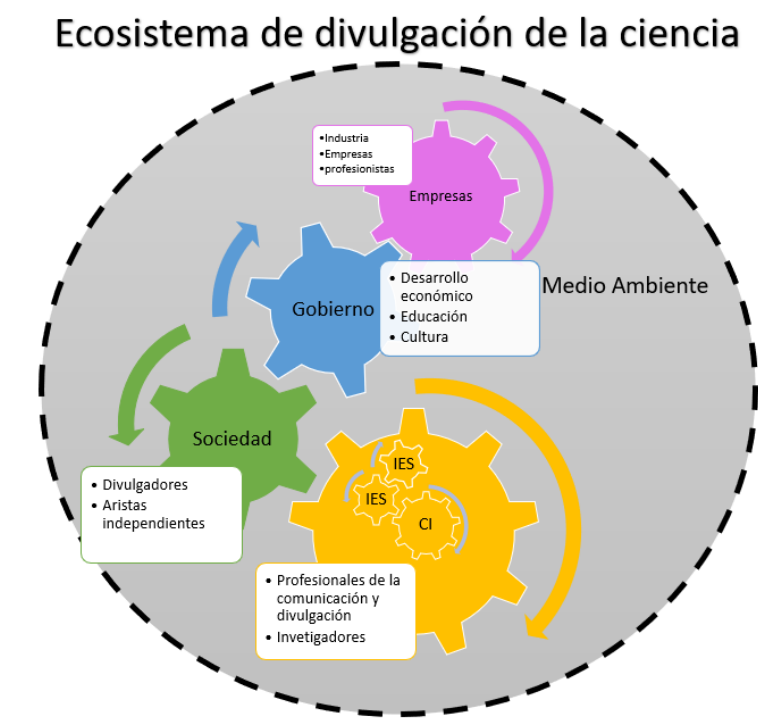 Ecosistema de divulgación de la ciencia
•Industria
•Empresas
•profesionistas
Empresas
Gobierno
• Desarrollo
económico
• Educación
• Cultura
Medio Ambiente
Sociedad
• Divulgadores
• Aristas
independientes
IES
IES
CI
• Profesionales de la
comunicación y
divulgación
• Invetigadores